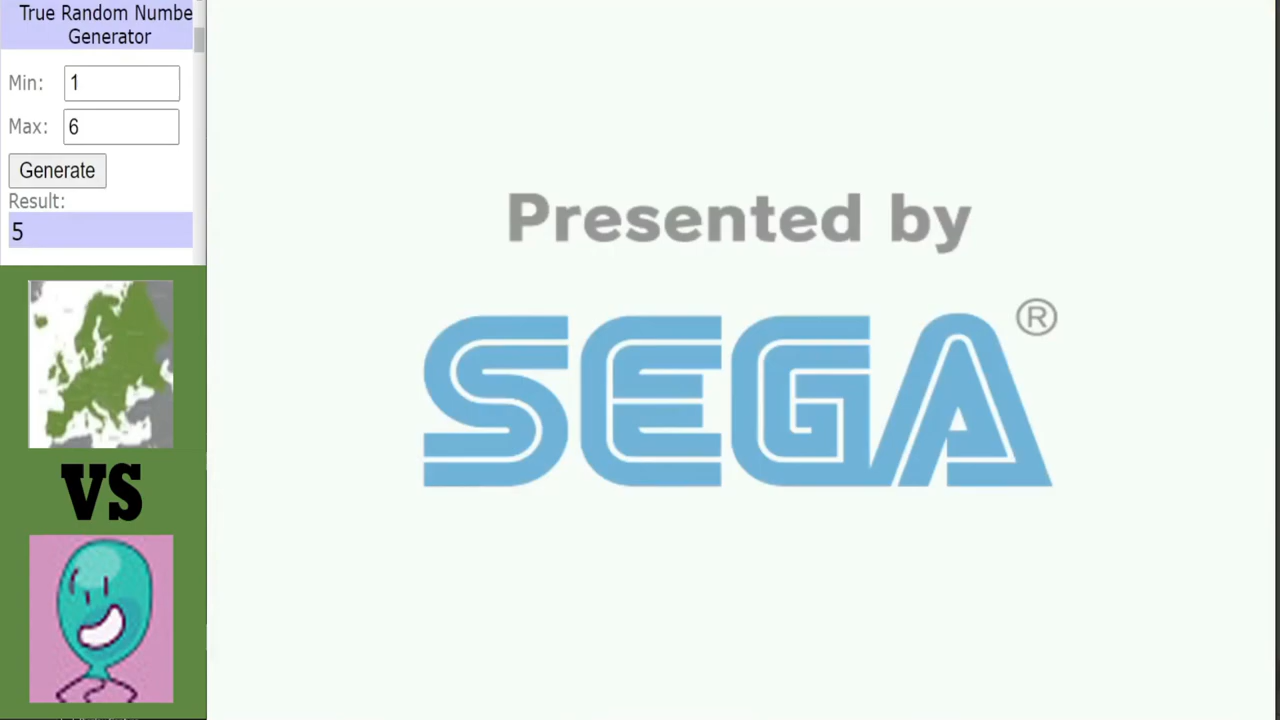 True Random Numbe
Generator
Min: 1
Max: 6
Generate
Result:
5
VS
Presented by
SEGA®